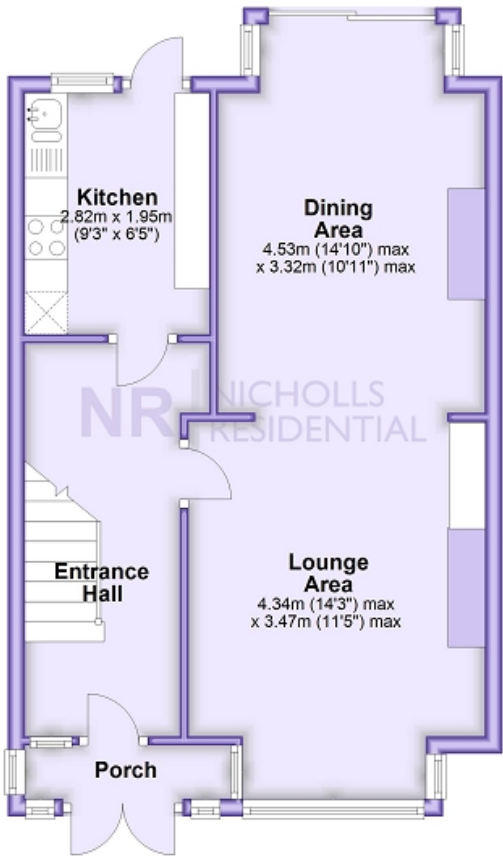 Kitchen
2.82m x 1.95m
(9'3" x 6'5")
Dining
Area
4.53m (14'10") max
x 3.32m (10'11") max
NR NICHOLLS
RESIDENTIAL
Entrance
Hall
Lounge
Area
4.34m (14'3") max
x 3.47m (11'5") max
Porch